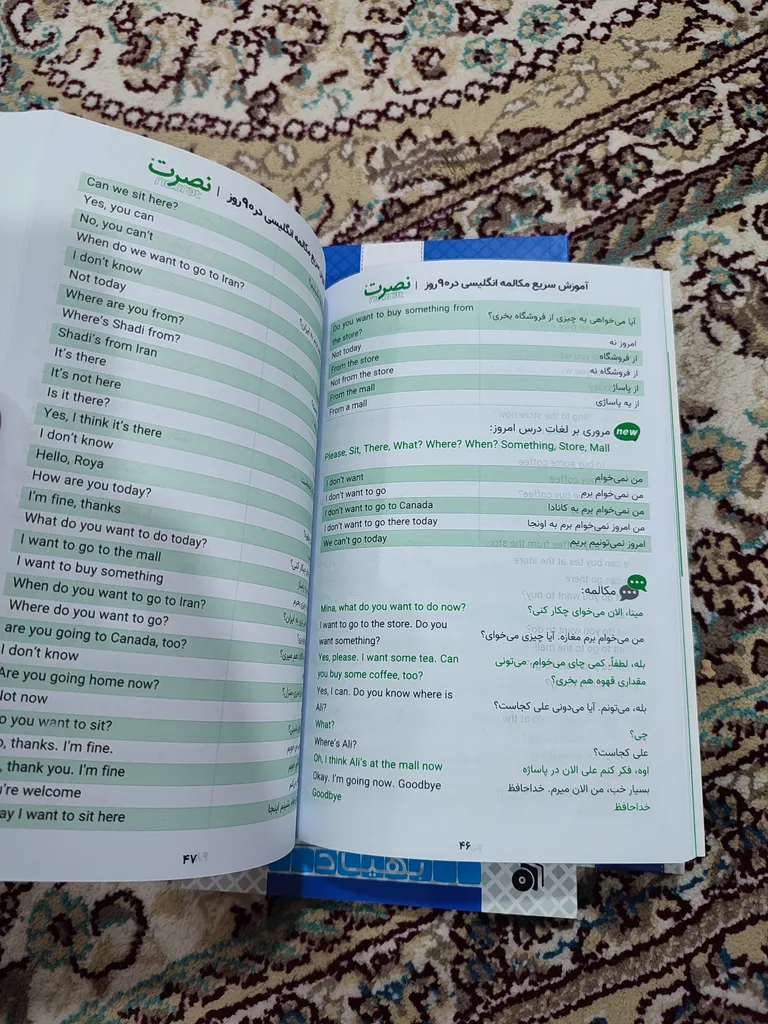 آموزش سریع مکالمه انگلیسی در ۹۰ روز | نصرت
nosrat
Do you want to buy something from the store?
آیا می‌خواهی یه چیزی از فروشگاه بخری؟
Not today
امروز نه
From the store
از فروشگاه
Not from the store
از فروشگاه نه
From the mall
از پاساژ
From a mall
از یه پاساژی
new مروری بر لغات درس امروز:
Please, Sit, There, What? Where? When? Something, Store, Mall
I don't want
من نمی‌خوام
I don't want to go
من نمی‌خوام برم
I don't want to go to Canada
من نمی‌خوام برم به کانادا
I don't want to go there today
من امروز نمی‌خوام برم به اونجا
We can't go today
امروز نمی‌تونیم بریم
مکالمه:
Mina, what do you want to do now?
مینا، الان می‌خوای چکار کنی؟
I want to go to the store. Do you
want something?
من می‌خوام برم مغازه. آیا چیزی می‌خوای؟
Yes, please. I want some tea. Can
you buy some coffee, too?
بله، لطفاً. کمی چای می‌خوام. می‌تونی
مقداری قهوه هم بخری؟
Yes, I can. Do you know where is
Ali?
بله، می‌تونم. آیا می‌دونی علی کجاست؟
What?
چی؟
Where's Ali?
علی کجاست؟
Oh, I think Ali's at the mall now
اوه، فکر کنم علی الان در پاساژه
Okay. I'm going now. Goodbye
بسیار خب، من الان میرم. خداحافظ
Goodbye
خداحافظ
۴۶
نصرت | سریع مکالمه انگلیسی در ۹۰ روز
nosrat
Can we sit here?
Yes, you can
No, you can't
When do we want to go to Iran?
I don't know
Not today
Where are you from?
Where's Shadi from?
Shadi's from Iran
It's there
It's not here
Is it there?
Yes, I think it's there
I don't know
Hello, Roya
How are you today?
I'm fine, thanks
What do you want to do today?
I want to go to the mall
I want to buy something
When do you want to go to Iran?
Where do you want to go?
are you going to Canada, too?
I don't know
Are you going home now?
Not now
o you want to sit?
, thanks. I'm fine.
, thank you. I'm fine
're welcome
ay I want to sit here
۴۷